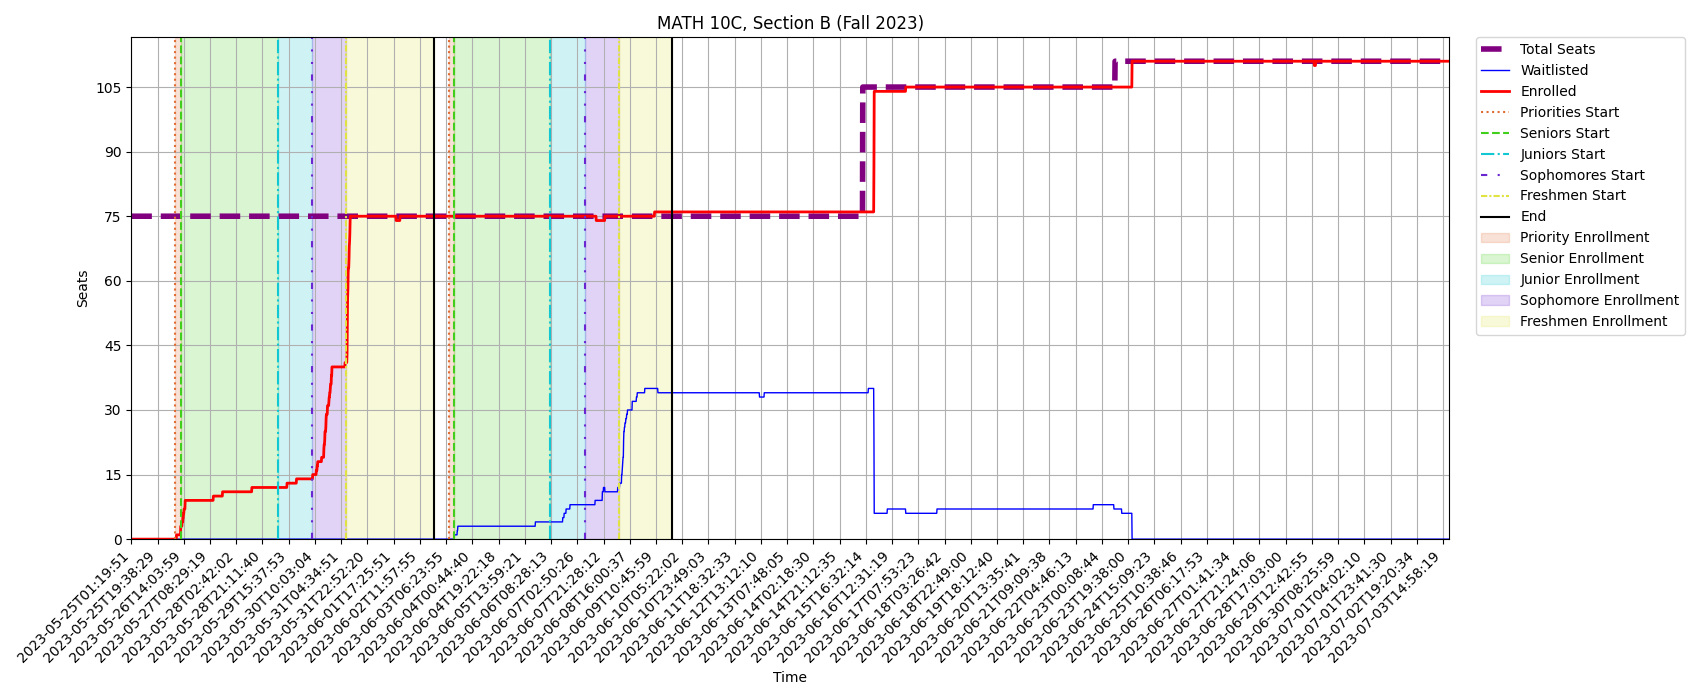 MATH 10C, Section B (Fall 2023)
Total Seats
Waitlisted
Enrolled
Priorities Start
Seniors Start
Juniors Start
Sophomores Start
Freshmen Start
End
Priority Enrollment
Senior Enrollment
Junior Enrollment
Sophomore Enrollment
Freshmen Enrollment
Seats
105
90
75
60
45
30
15
0
2023-05-25T01:19:51
2023-05-25T19:38:29
2023-05-26T14:03:59
2023-05-27T08:29:19
2023-05-28T02:42:02
2023-05-28T21:11:40
2023-05-29T15:37:53
2023-05-30T10:03:04
2023-05-31T04:34:51
2023-05-31T22:52:20
2023-06-01T17:25:51
2023-06-02T11:57:55
2023-06-03T06:23:55
2023-06-04T00:44:40
2023-06-04T19:22:18
2023-06-05T13:59:21
2023-06-06T08:28:13
2023-06-07T02:50:26
2023-06-07T21:28:12
2023-06-08T16:00:37
2023-06-09T10:45:59
2023-06-10T05:22:02
2023-06-10T23:49:03
2023-06-11T18:32:33
2023-06-12T13:12:10
2023-06-13T07:48:05
2023-06-14T02:18:30
2023-06-14T21:12:35
2023-06-15T16:32:14
2023-06-16T12:31:19
2023-06-17T07:53:23
2023-06-18T03:26:42
2023-06-18T22:49:00
2023-06-19T18:12:40
2023-06-20T13:35:41
2023-06-21T09:09:38
2023-06-22T04:46:13
2023-06-23T00:08:44
2023-06-23T19:38:00
2023-06-24T15:09:23
2023-06-25T10:38:46
2023-06-26T06:17:53
2023-06-27T01:41:34
2023-06-27T21:24:06
2023-06-28T17:03:00
2023-06-29T12:42:55
2023-06-30T08:25:59
2023-07-01T04:02:10
2023-07-01T23:41:30
2023-07-02T19:20:34
2023-07-03T14:58:19
Time